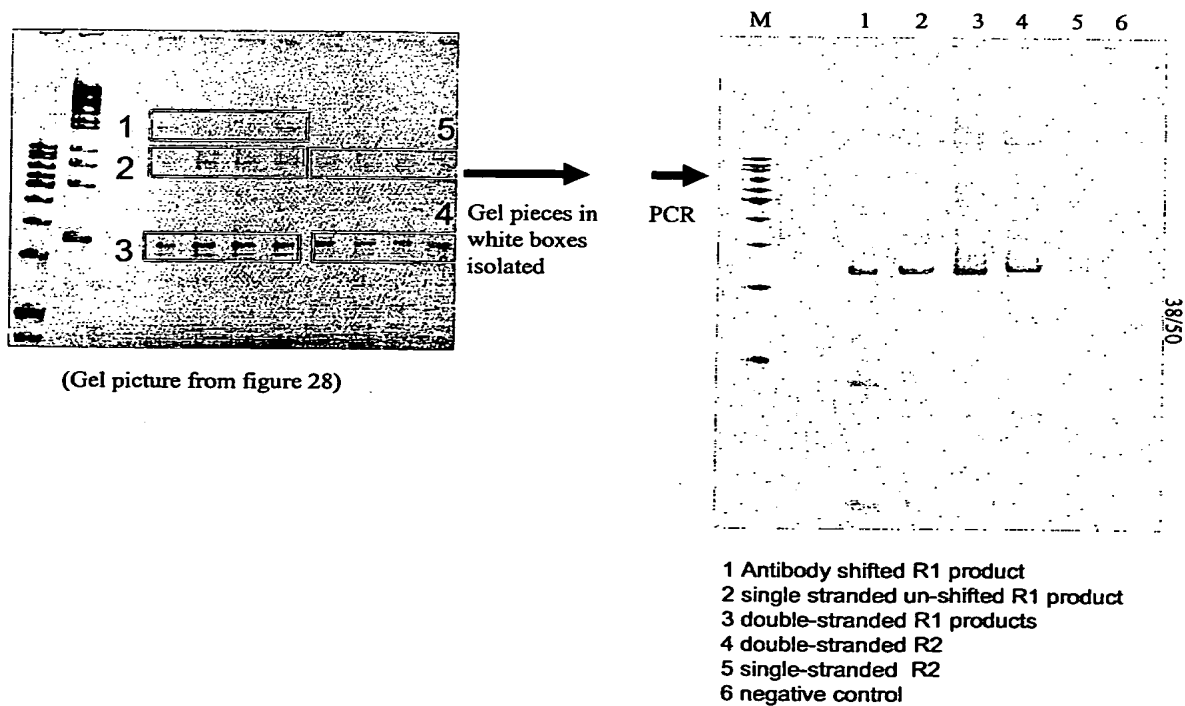 1
2
3
5
4
(Gel picture from figure 28)
Gel pieces in
white boxes
isolated
PCR
M 1 2 3 4 5 6
38/50
1 Antibody shifted R1 product
2 single stranded un-shifted R1 product
3 double-stranded R1 products
4 double-stranded R2
5 single-stranded R2
6 negative control